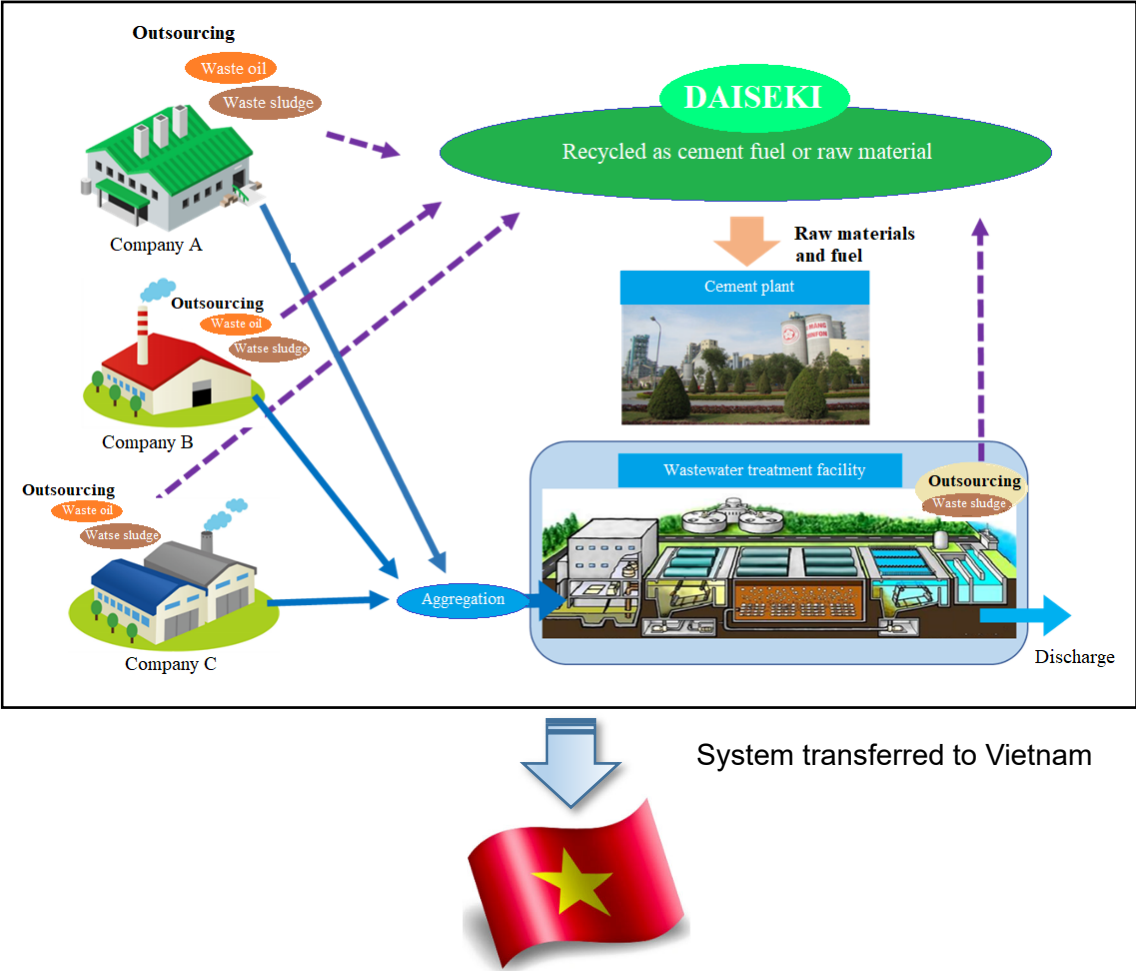 Outsourcing
Waste oil
Waste sludge
Company A
DAISEKI
Recycled as cement fuel or raw material
Raw materials
and fuel
Cement plant
Outsourcing
Waste oil
Watse sludge
Company B
Outsourcing
Waste oil
Watse sludge
Company C
Aggregation
Wastewater treatment facility
Outsourcing
Waste sludge
Discharge
System transferred to Vietnam